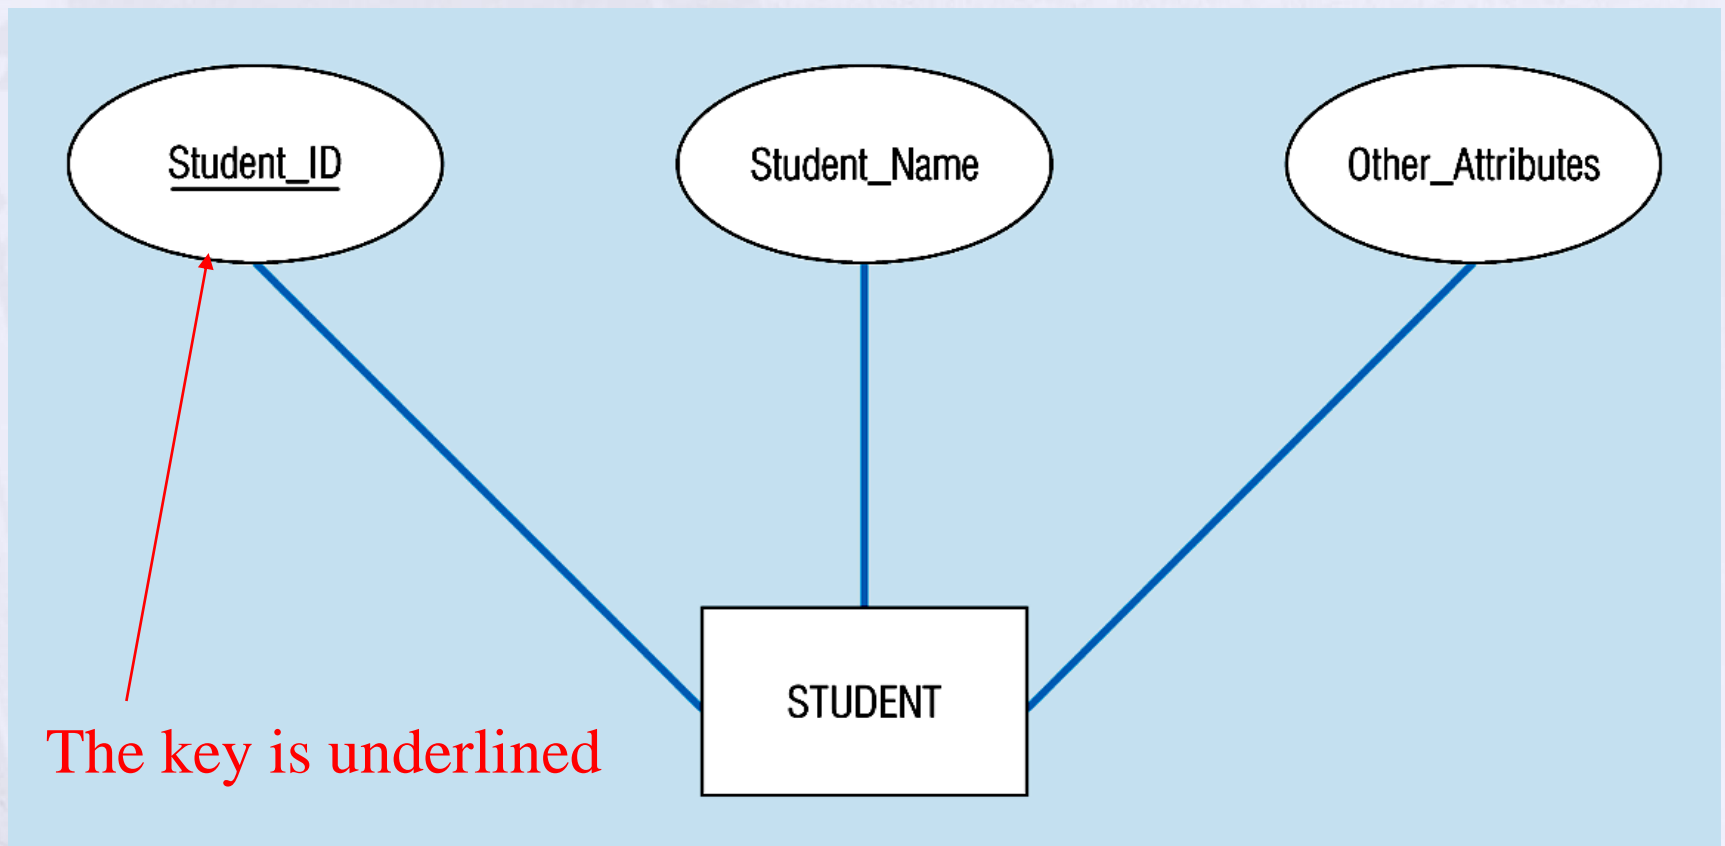 Student_ID
Student_Name
Other_Attributes
STUDENT
The key is underlined